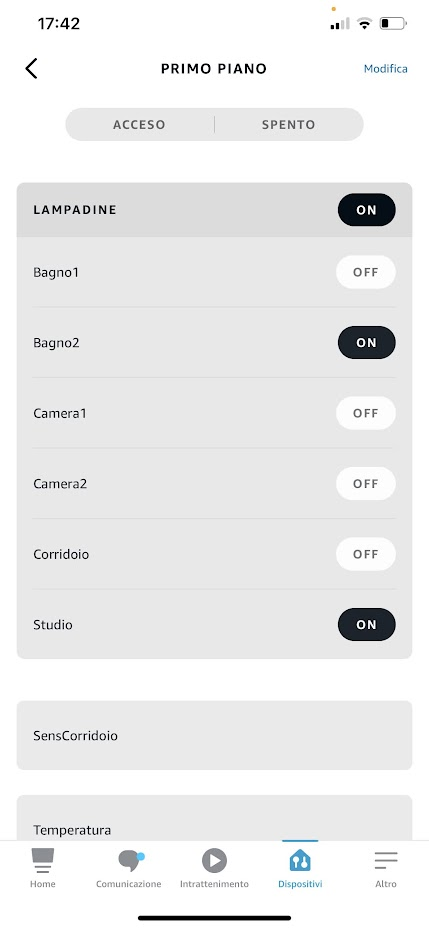 17:42
PRIMO PIANO
Modifica
ACCESO
SPENTO
LAMPADINE
ON
Bagno1
OFF
Bagno2
ON
Camera1
OFF
Camera2
OFF
Corridoio
OFF
Studio
ON
SensCorridoio
Temperatura
Home
Comunicazione
Intrattenimento
Dispositivi
Altro